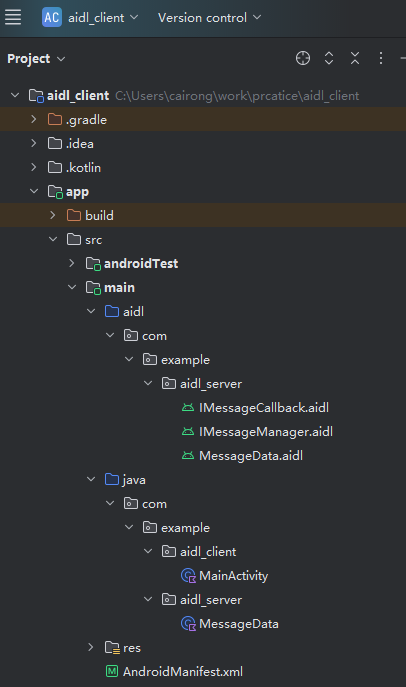 AC aidl_client Version control
Project
aidl_client C:\Users\cairong\work\prcatice\aidl_client
.gradle
.idea
.kotlin
app
build
src
androidTest
main
aidl
com
example
aidl_server
IMessageCallback.aidl
IMessageManager.aidl
MessageData.aidl
java
com
example
aidl_client
MainActivity
aidl_server
MessageData
res
AndroidManifest.xml